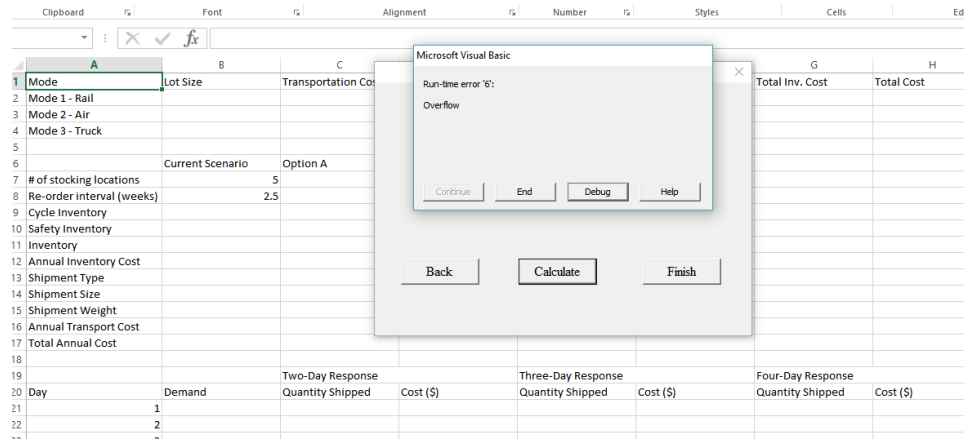 Clipboard Font Alignment Number Styles Cells Ed
fx
A B C G H
1 Mode Lot Size Transportation Cos Total Inv. Cost Total Cost
2 Mode 1 - Rail
3 Mode 2 - Air
4 Mode 3 - Truck
5
6 Current Scenario Option A
7 # of stocking locations 5
8 Re-order interval (weeks) 2.5
9 Cycle Inventory
10 Safety Inventory
11 Inventory
12 Annual Inventory Cost
13 Shipment Type
14 Shipment Size
15 Shipment Weight
16 Annual Transport Cost
17 Total Annual Cost
18
19 Two-Day Response Three-Day Response Four-Day Response
20 Day Demand Quantity Shipped Cost ($) Quantity Shipped Cost ($) Quantity Shipped Cost ($)
21 1
22 2
Microsoft Visual Basic
Run-time error '6':
Overflow
Continue End Debug Help
Back Calculate Finish